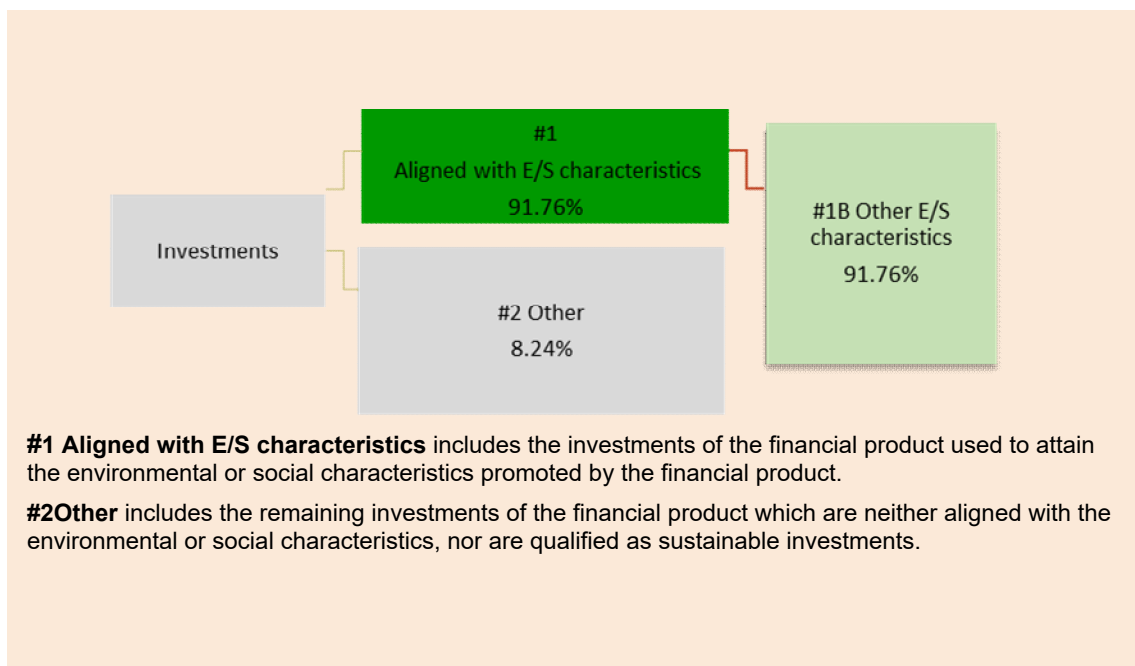 #1
Aligned with E/S characteristics
91.76%
#1B Other E/S
characteristics
91.76%
Investments
#2 Other
8.24%
#1 Aligned with E/S characteristics includes the investments of the financial product used to attain
the environmental or social characteristics promoted by the financial product.
#2Other includes the remaining investments of the financial product which are neither aligned with the
environmental or social characteristics, nor are qualified as sustainable investments.